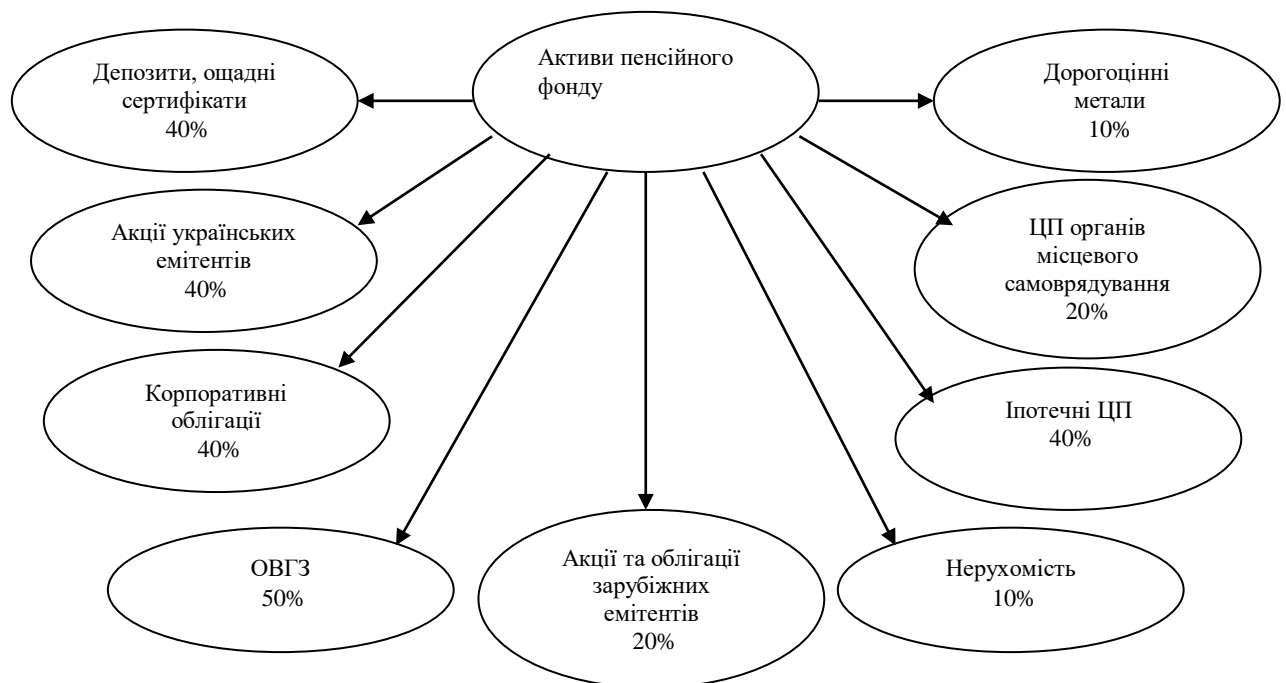 Активи пенсійного
фонду
Депозити, ощадні
сертифікати
40%
Дорогоцінні
метали
10%
Акції українських
емітентів
40%
ЦП органів
місцевого
самоврядування
20%
Корпоративні
облігації
40%
Іпотечні ЦП
40%
ОВГЗ
50%
Акції та облігації
зарубіжних
емітентів
20%
Нерухомість
10%